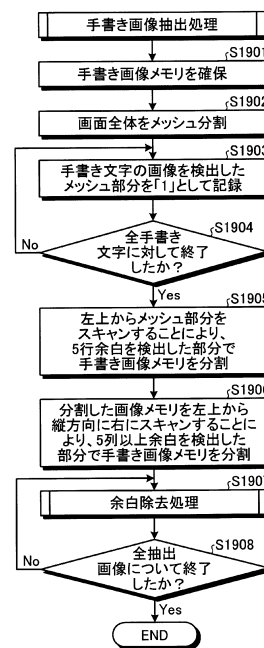 手書き画像抽出処理
S1901
手書き画像メモリを確保
S1902
画面全体をメッシュ分割
S1903
手書き文字の画像を検出した
メッシュ部分を「1」として記録
S1904
全手書き
文字に対して終了
したか?
No
Yes
S1905
左上からメッシュ部分を
スキャンすることにより、
5行余白を検出した部分で
手書き画像メモリを分割
S1906
分割した画像メモリを左上から
縦方向に右にスキャンすることに
より、5列以上余白を検出した
部分で手書き画像メモリを分割
S1907
余白除去処理
S1908
全抽出
画像について終了
したか?
No
Yes
END